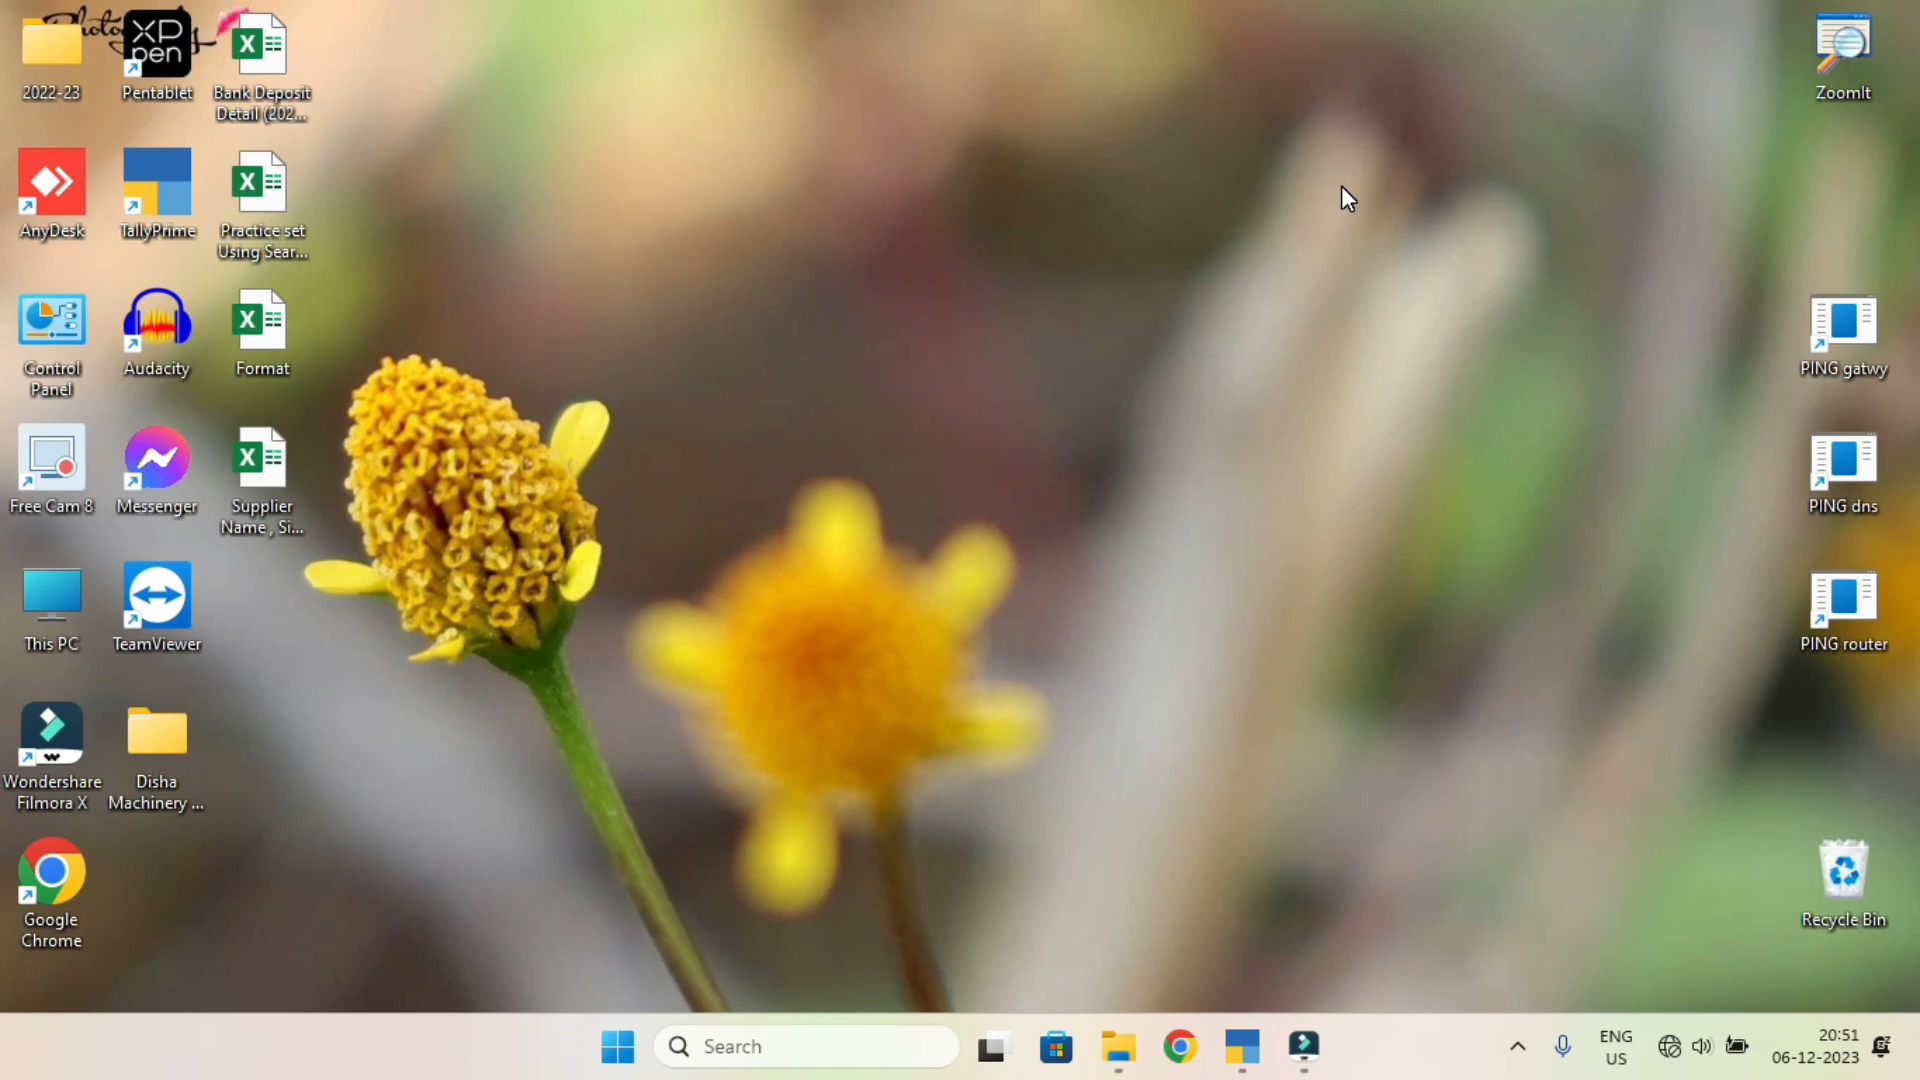 Photography
2022-23
XP
pen
Pentablet
Bank Deposit
Detail (202...
ZoomIt
AnyDesk
TallyPrime
Practice set
Using Sear...
Control
Panel
Audacity
Format
PING gatwy
Free Cam 8
Messenger
Supplier
Name , Si...
PING dns
This PC
TeamViewer
PING router
Wondershare
Filmora X
Disha
Machinery ...
Google
Chrome
Recycle Bin
Search
ENG
US
20:51
06-12-2023